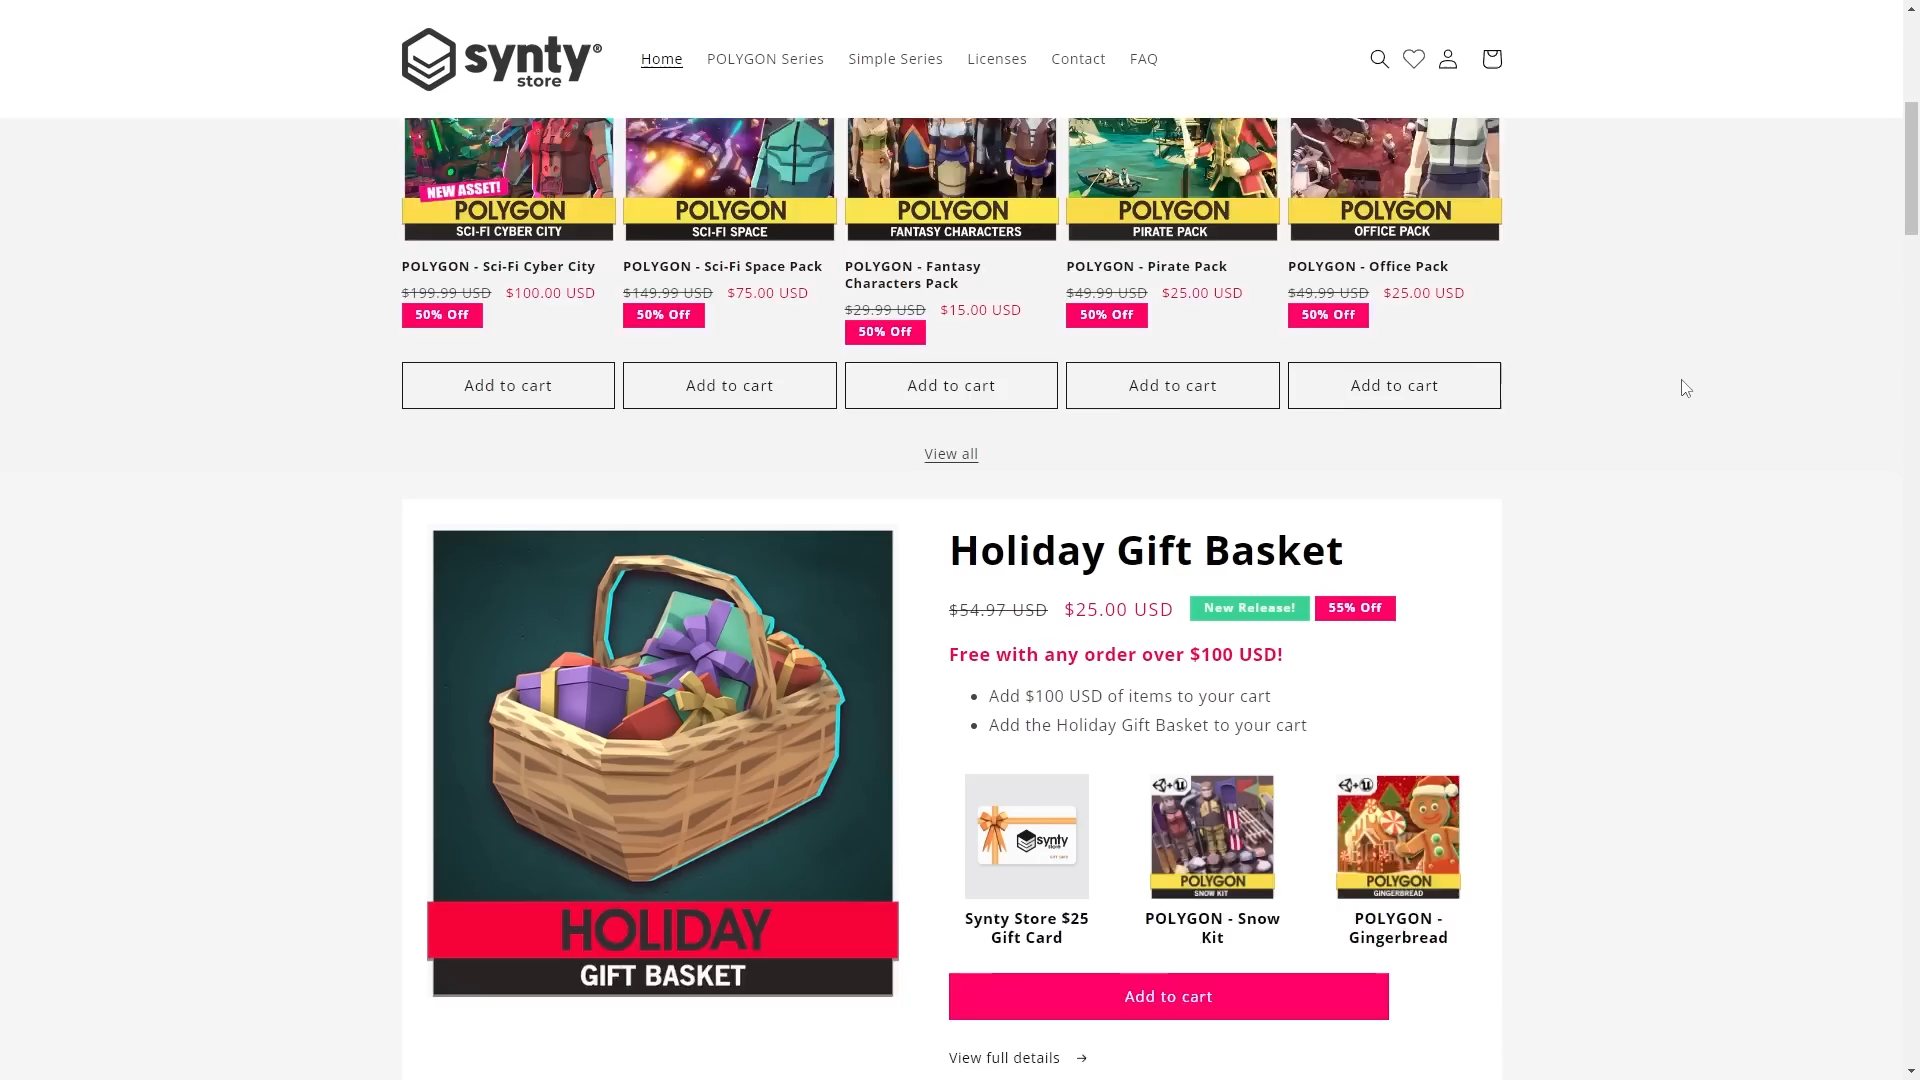 synty®
store
Home POLYGON Series Simple Series Licenses Contact FAQ
NEW ASSET!
POLYGON
SCI-FI CYBER CITY
POLYGON
SCI-FI SPACE
POLYGON
FANTASY CHARACTERS
POLYGON
PIRATE PACK
POLYGON
OFFICE PACK
POLYGON - Sci-Fi Cyber City
$199.99 USD $100.00 USD
50% Off
Add to cart
POLYGON - Sci-Fi Space Pack
$149.99 USD $75.00 USD
50% Off
Add to cart
POLYGON - Fantasy
Characters Pack
$29.99 USD $15.00 USD
50% Off
Add to cart
POLYGON - Pirate Pack
$49.99 USD $25.00 USD
50% Off
Add to cart
POLYGON - Office Pack
$49.99 USD $25.00 USD
50% Off
Add to cart
View all
HOLIDAY
GIFT BASKET
Holiday Gift Basket
$54.97 USD $25.00 USD New Release! 55% Off
Free with any order over $100 USD!
• Add $100 USD of items to your cart
• Add the Holiday Gift Basket to your cart
synty
store
GIFT CARD
Synty Store $25
Gift Card
POLYGON
SNOW KIT
POLYGON - Snow
Kit
POLYGON
GINGERBREAD
POLYGON -
Gingerbread
Add to cart
View full details →